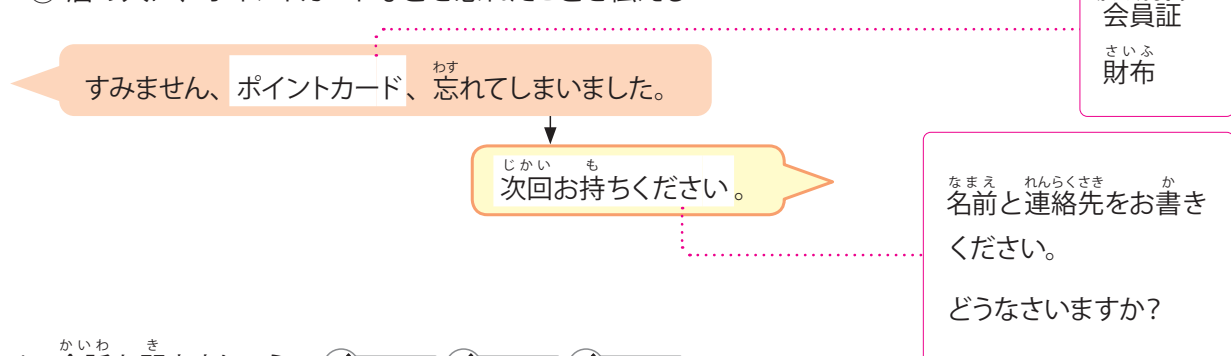 会員証
さいふ
財布
わす
すみません、ポイントカード、忘れてしまいました。
じかい も
次回お持ちください。
なまえ れんらくさき か
名前と連絡先をお書き
ください。
どうなさいますか?
かいわ き